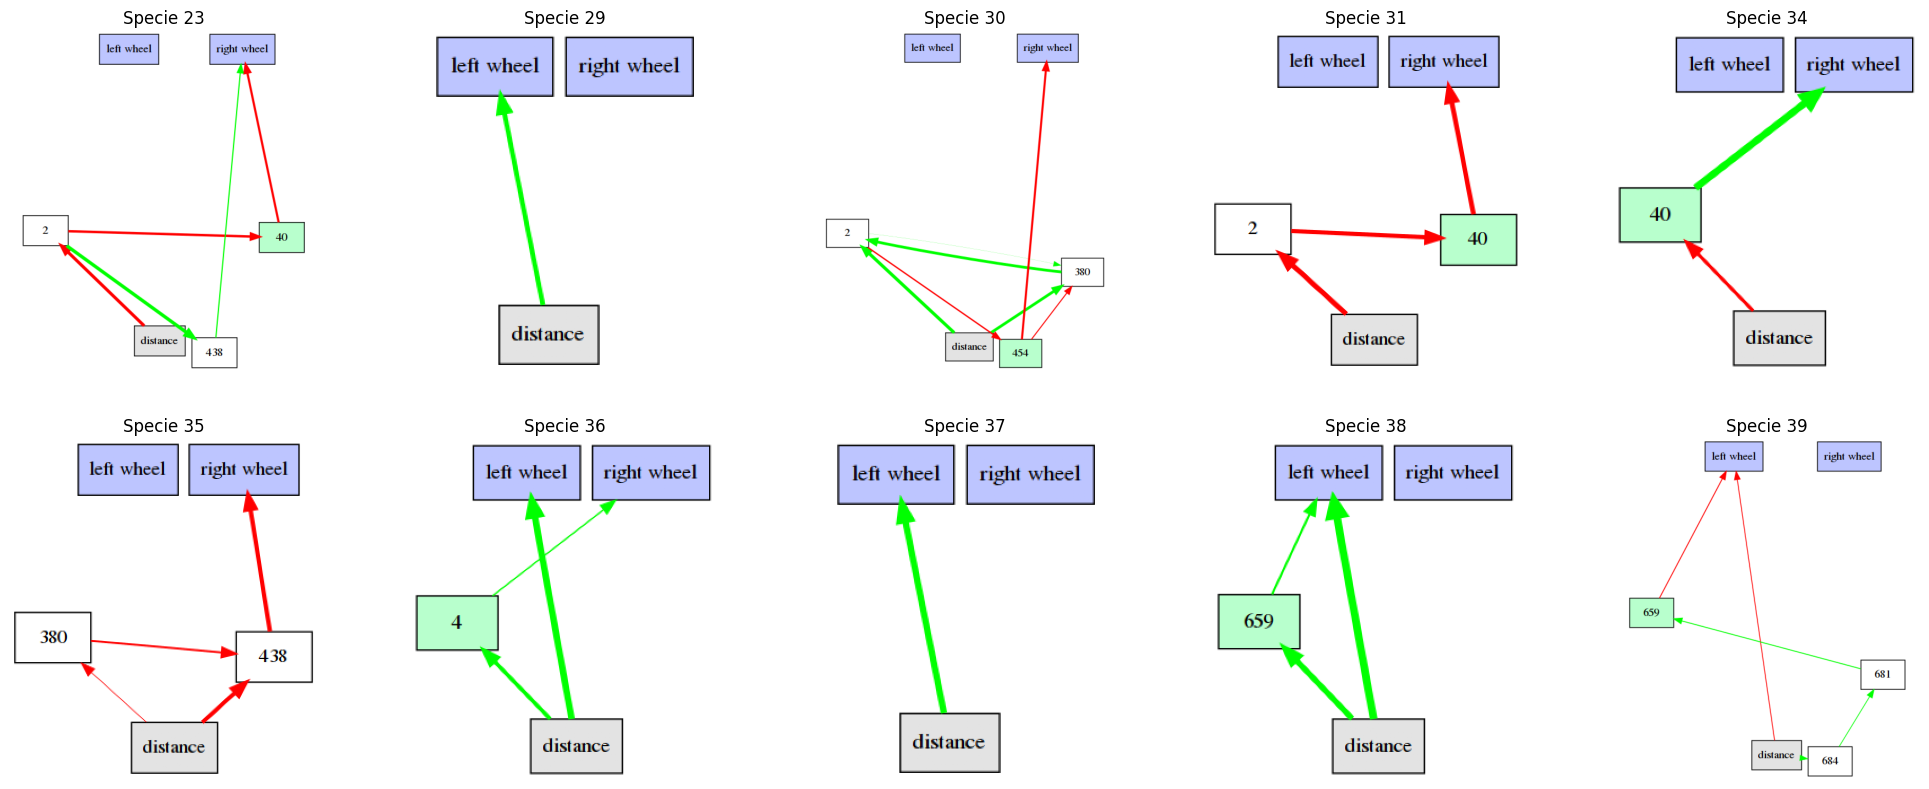 Specie 23
left wheel
right wheel
2
40
distance
438
Specie 29
left wheel
right wheel
distance
Specie 30
left wheel
right wheel
2
380
distance
454
Specie 31
left wheel
right wheel
2
40
distance
Specie 34
left wheel
right wheel
40
distance
Specie 35
left wheel
right wheel
380
438
distance
Specie 36
left wheel
right wheel
4
distance
Specie 37
left wheel
right wheel
distance
Specie 38
left wheel
right wheel
659
distance
Specie 39
left wheel
right wheel
659
681
distance
684